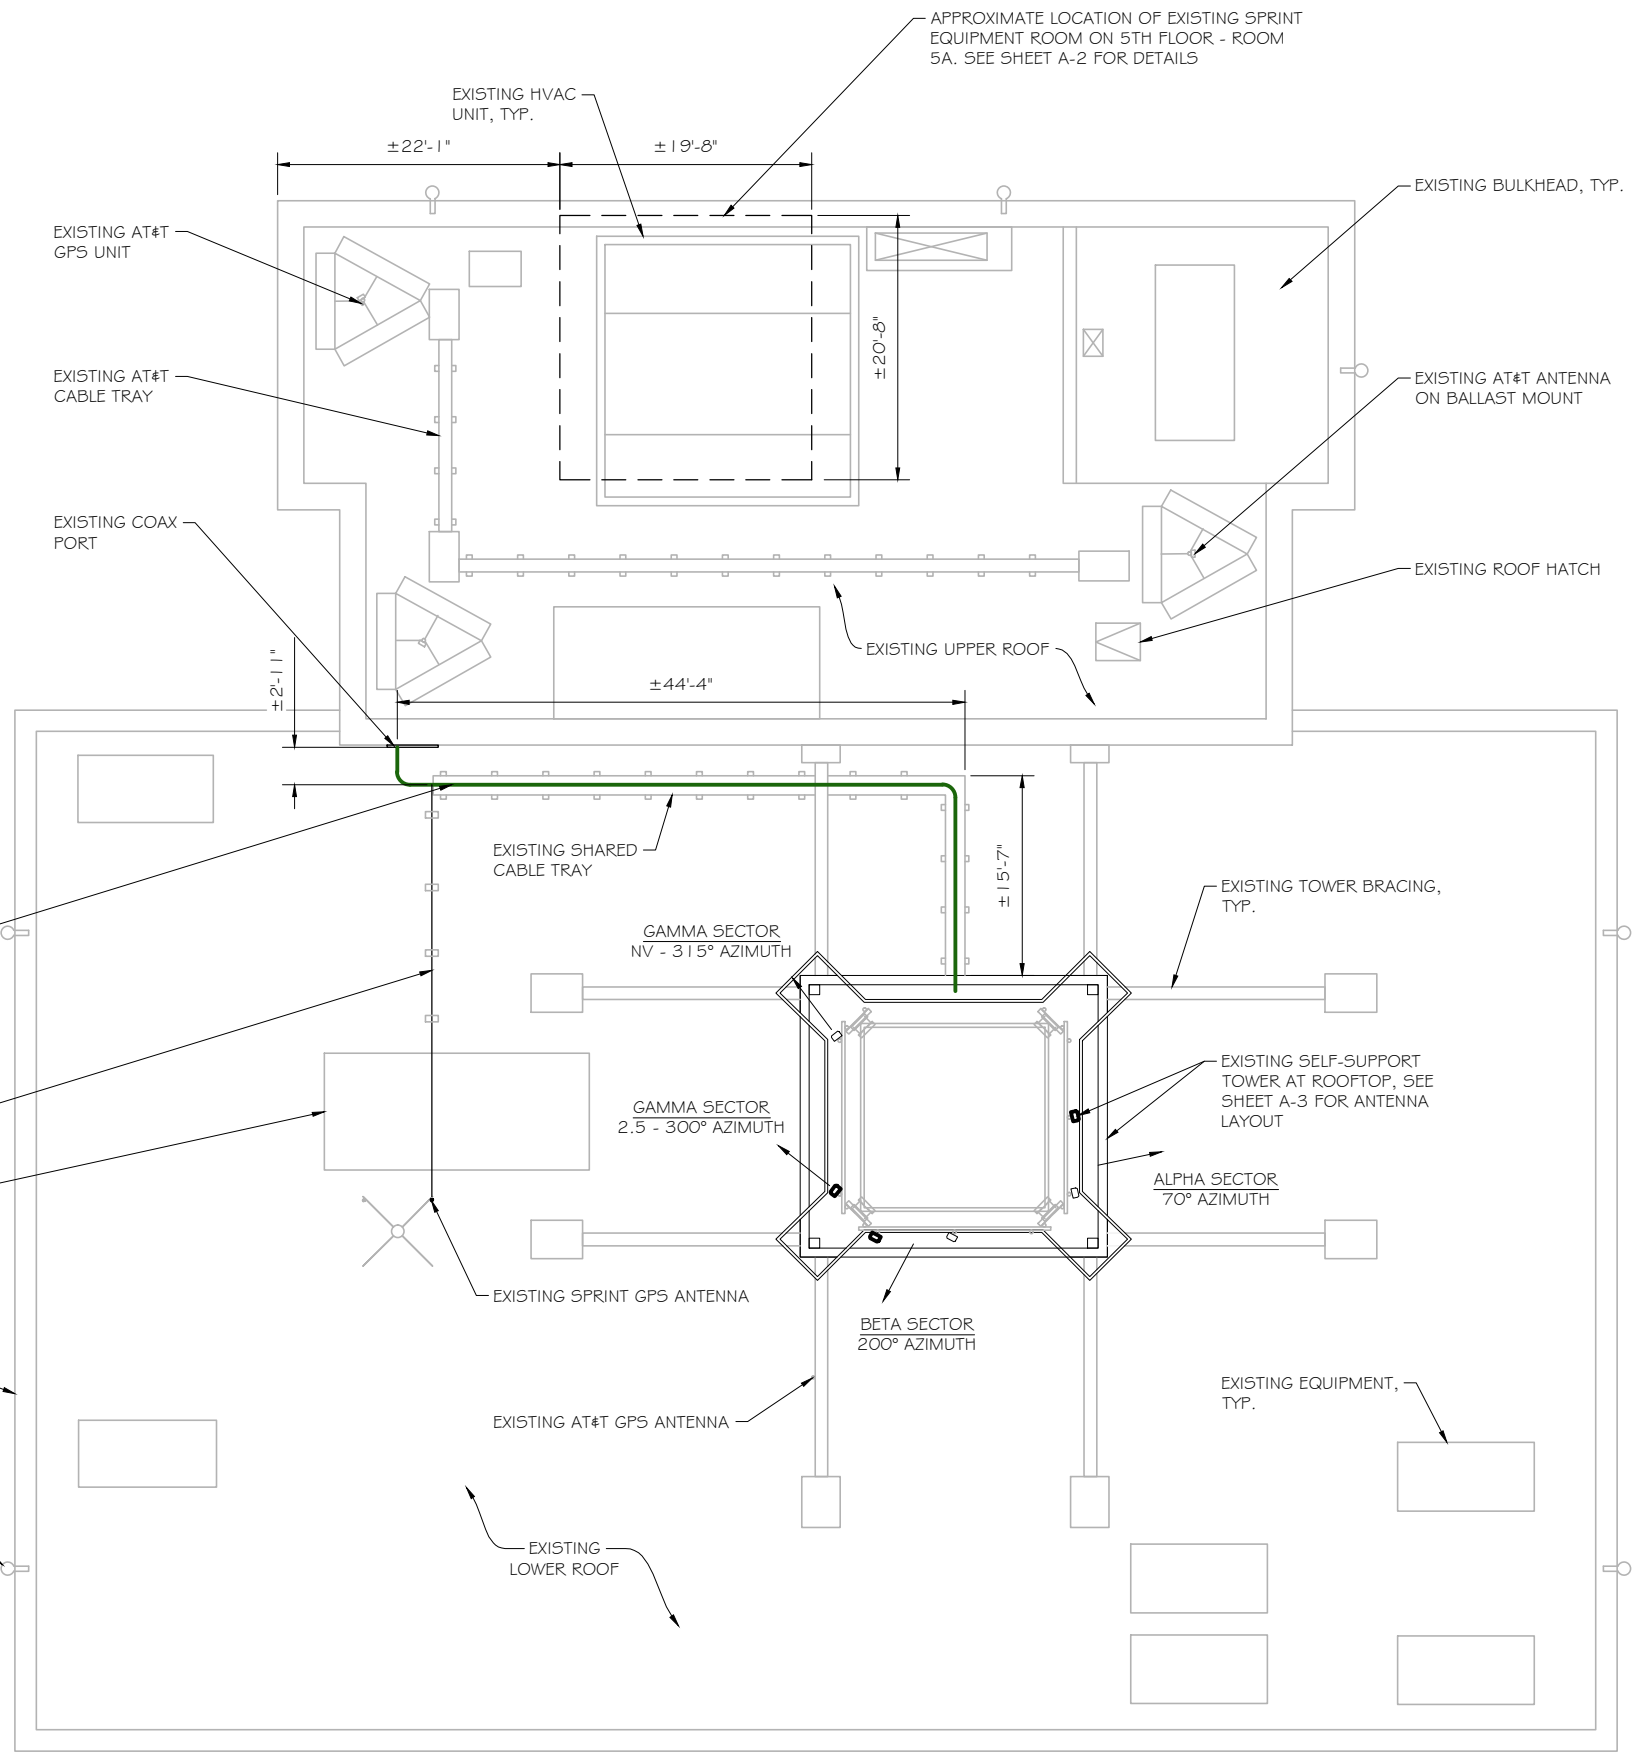 APPROXIMATE LOCATION OF EXISTING SPRINT
EQUIPMENT ROOM ON 5TH FLOOR - ROOM
5A. SEE SHEET A-2 FOR DETAILS
EXISTING HVAC
UNIT, TYP.
±22'-1"
±19'-8"
EXISTING BULKHEAD, TYP.
EXISTING AT&T
GPS UNIT
±20'-8"
EXISTING AT&T
CABLE TRAY
EXISTING AT&T ANTENNA
ON BALLAST MOUNT
EXISTING COAX
PORT
EXISTING ROOF HATCH
EXISTING UPPER ROOF
±2'-11"
±44'-4"
EXISTING SHARED
CABLE TRAY
±15'-7"
EXISTING TOWER BRACING,
TYP.
GAMMA SECTOR
NV - 315° AZIMUTH
EXISTING SELF-SUPPORT
TOWER AT ROOFTOP, SEE
SHEET A-3 FOR ANTENNA
LAYOUT
GAMMA SECTOR
2.5 - 300° AZIMUTH
ALPHA SECTOR
70° AZIMUTH
EXISTING SPRINT GPS ANTENNA
BETA SECTOR
200° AZIMUTH
EXISTING EQUIPMENT,
TYP.
EXISTING AT&T GPS ANTENNA
EXISTING
LOWER ROOF